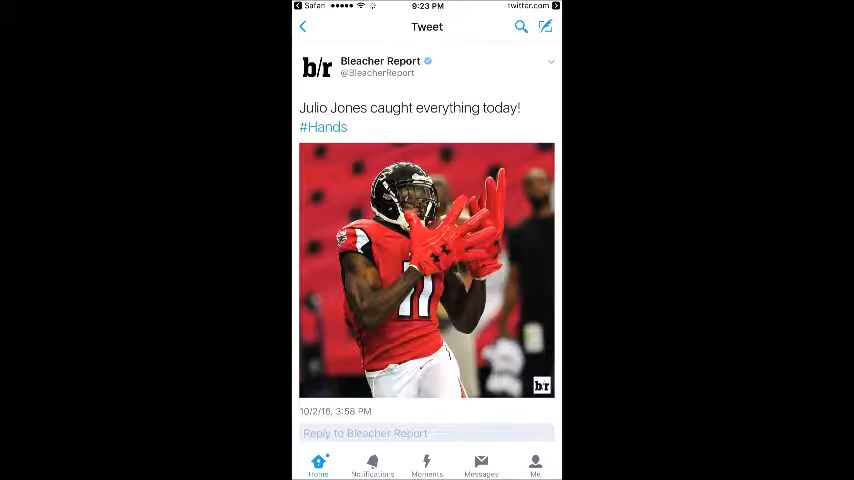 Safari
9:23 PM
twitter.com
Tweet
b/r
Bleacher Report
@BleacherReport
Julio Jones caught everything today!
#Hands
11
b/r
10/2/16, 3:58 PM
Reply to Bleacher Report
Home
Notifications
Moments
Messages
Me